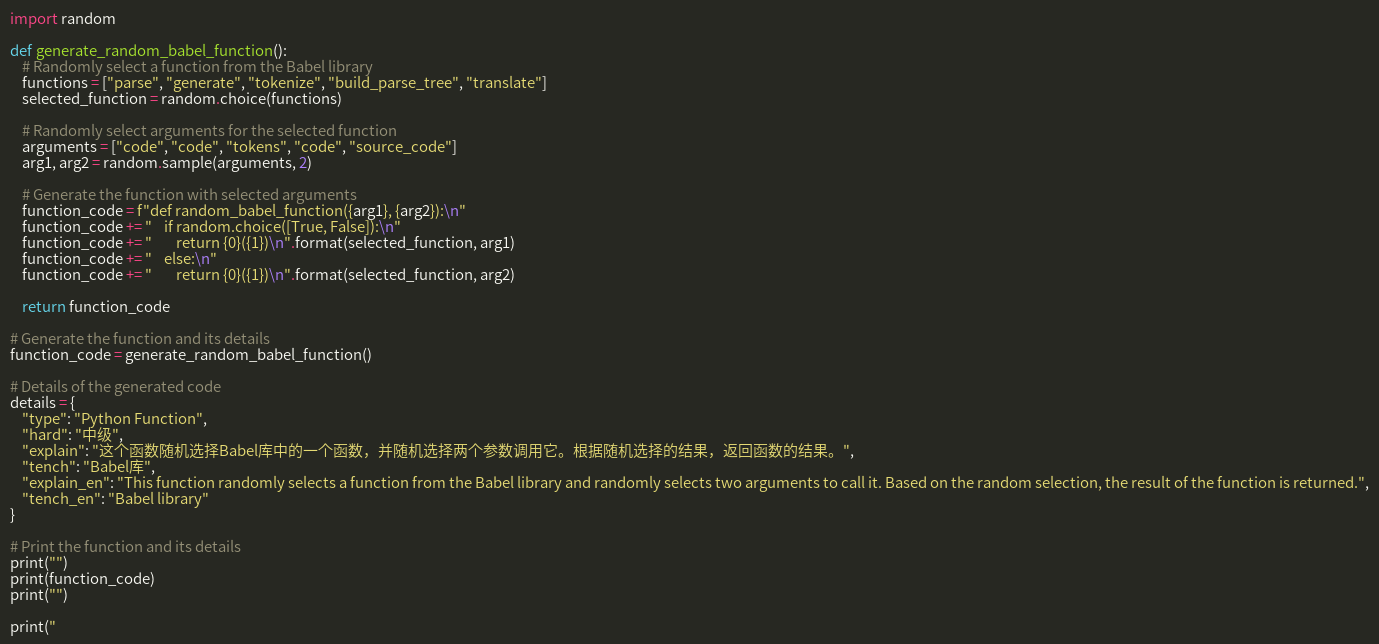 import random

def generate_random_babel_function():
    # Randomly select a function from the Babel library
    functions = ["parse", "generate", "tokenize", "build_parse_tree", "translate"]
    selected_function = random.choice(functions)

    # Randomly select arguments for the selected function
    arguments = ["code", "code", "tokens", "code", "source_code"]
    arg1, arg2 = random.sample(arguments, 2)

    # Generate the function with selected arguments
    function_code = f"def random_babel_function({arg1}, {arg2}):\n"
    function_code += "    if random.choice([True, False]):\n"
    function_code += "        return {0}({1})\n".format(selected_function, arg1)
    function_code += "    else:\n"
    function_code += "        return {0}({1})\n".format(selected_function, arg2)

    return function_code

# Generate the function and its details
function_code = generate_random_babel_function()

# Details of the generated code
details = {
    "type": "Python Function",
    "hard": "中级",
    "explain": "这个函数随机选择Babel库中的一个函数，并随机选择两个参数调用它。根据随机选择的结果，返回函数的结果。",
    "tench": "Babel库",
    "explain_en": "This function randomly selects a function from the Babel library and randomly selects two arguments to call it. Based on the random selection, the result of the function is returned.",
    "tench_en": "Babel library"
}

# Print the function and its details
print("")
print(function_code)
print("")

print("